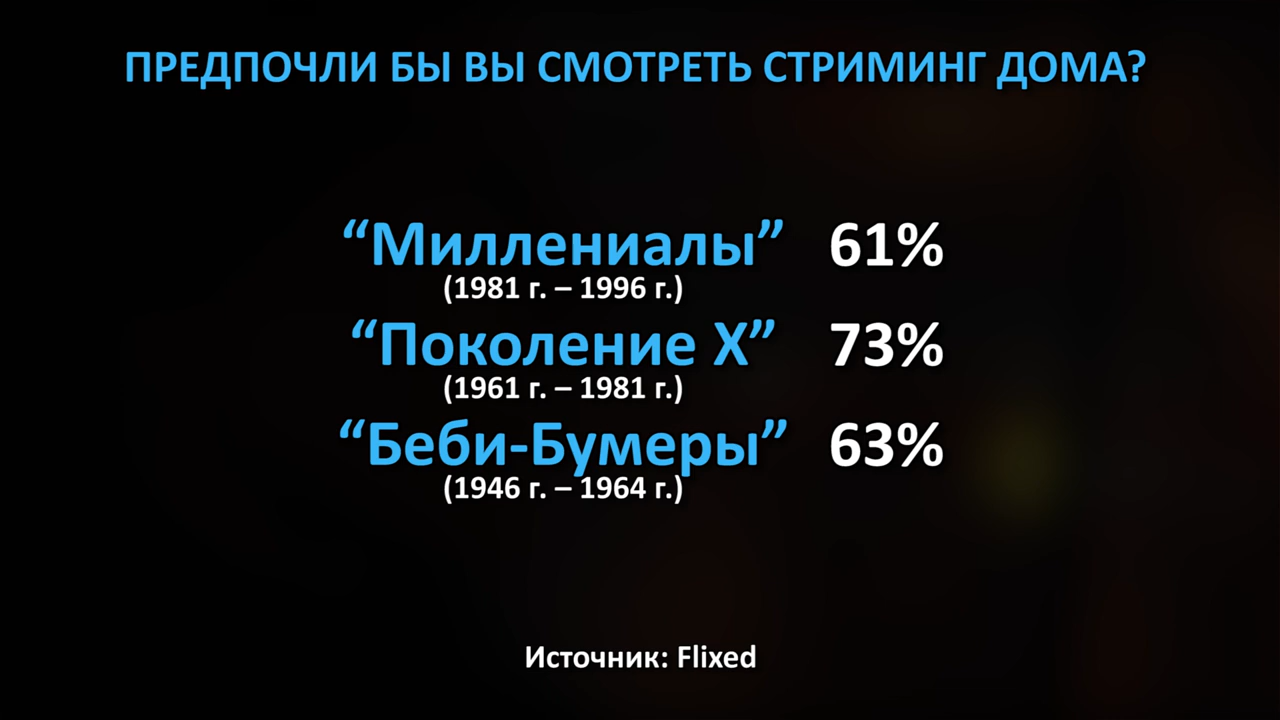 ПРЕДПОЧЛИ БЫ ВЫ СМОТРЕТЬ СТРИМИНГ ДОМА?
“Миллениалы” 61%
(1981 г. – 1996 г.)
“Поколение X” 73%
(1961 г. – 1981 г.)
“Беби-Бумеры” 63%
(1946 г. – 1964 г.)
Источник: Flixed